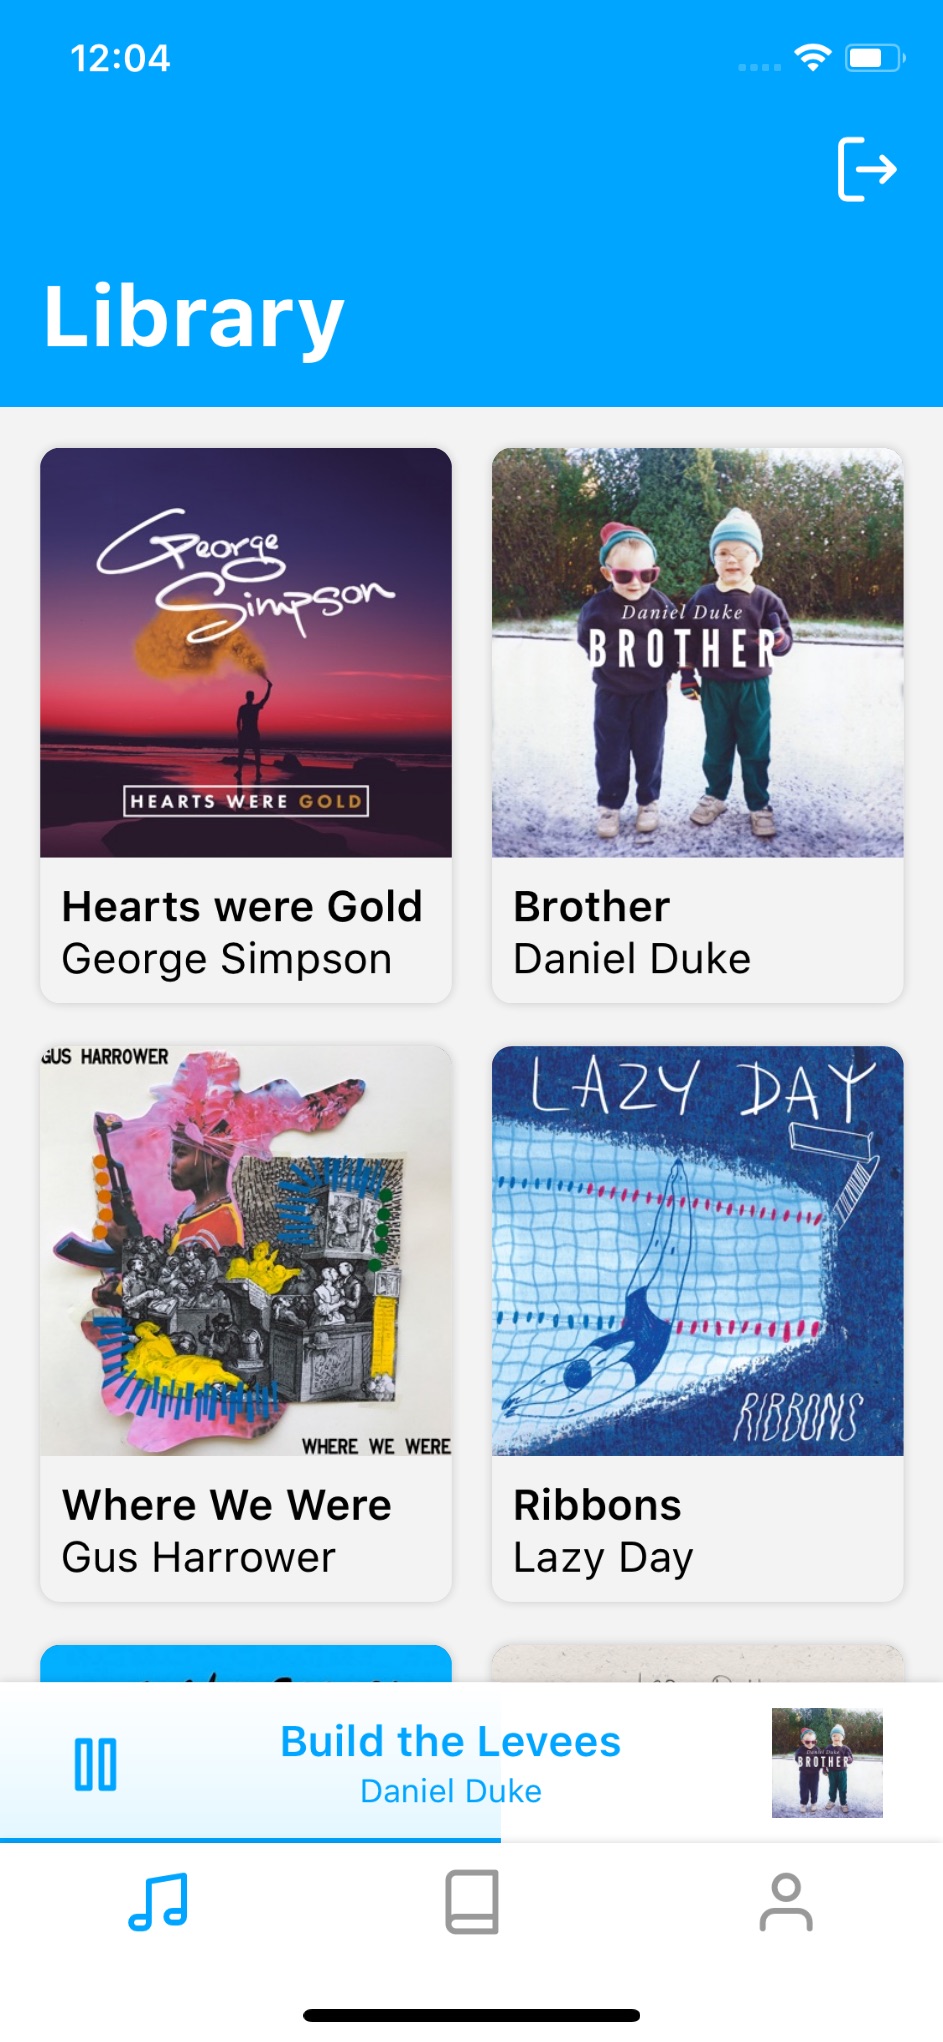 12:04
Library
George
Simpson
HEARTS WERE GOLD
Daniel Duke
BROTHER
Hearts were Gold
George Simpson
Brother
Daniel Duke
GUS HARROWER
WHERE WE WERE
LAZY DAY
RIBBONS
Where We Were
Gus Harrower
Ribbons
Lazy Day
Build the Levees
Daniel Duke
Daniel Duke
BROTHER